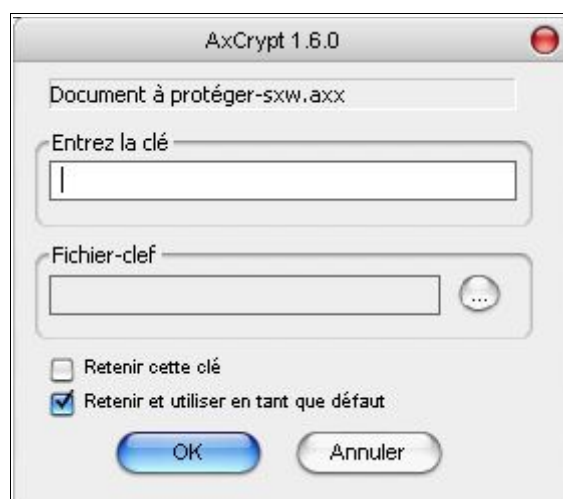 AxCrypt 1.6.0
Document à protéger-sxw.axx
Entrez la clé
Fichier-clef
...
Retenir cette clé
Retenir et utiliser en tant que défaut
OK
Annuler